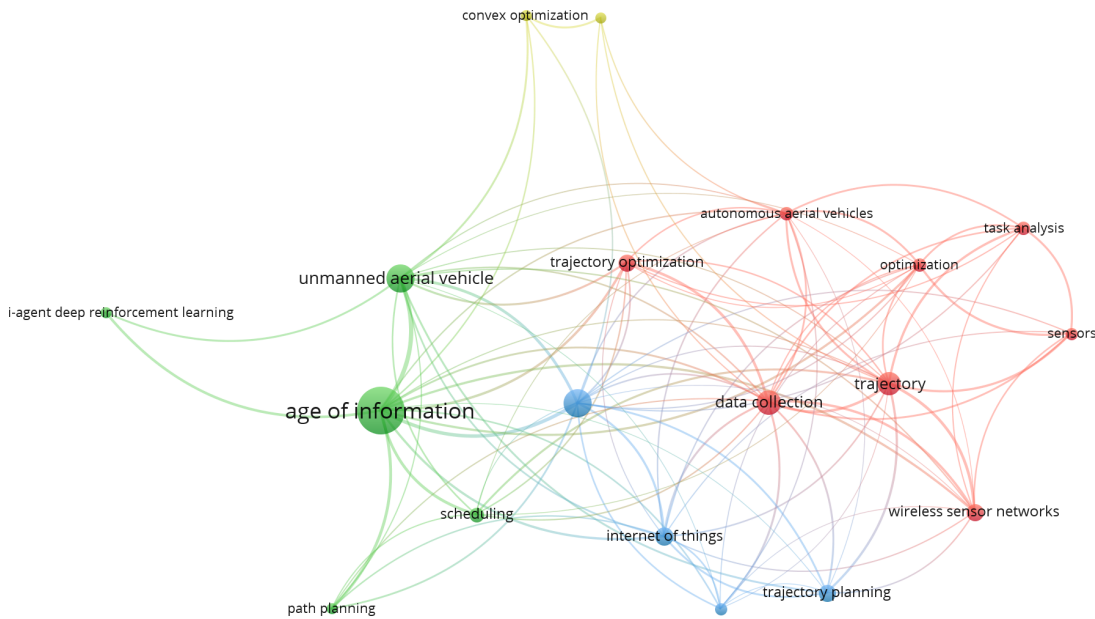 convex optimization
autonomous aerial vehicles
task analysis
trajectory optimization
optimization
unmanned aerial vehicle
i-agent deep reinforcement learning
sensors
trajectory
data collection
age of information
wireless sensor networks
scheduling
internet of things
trajectory planning
path planning